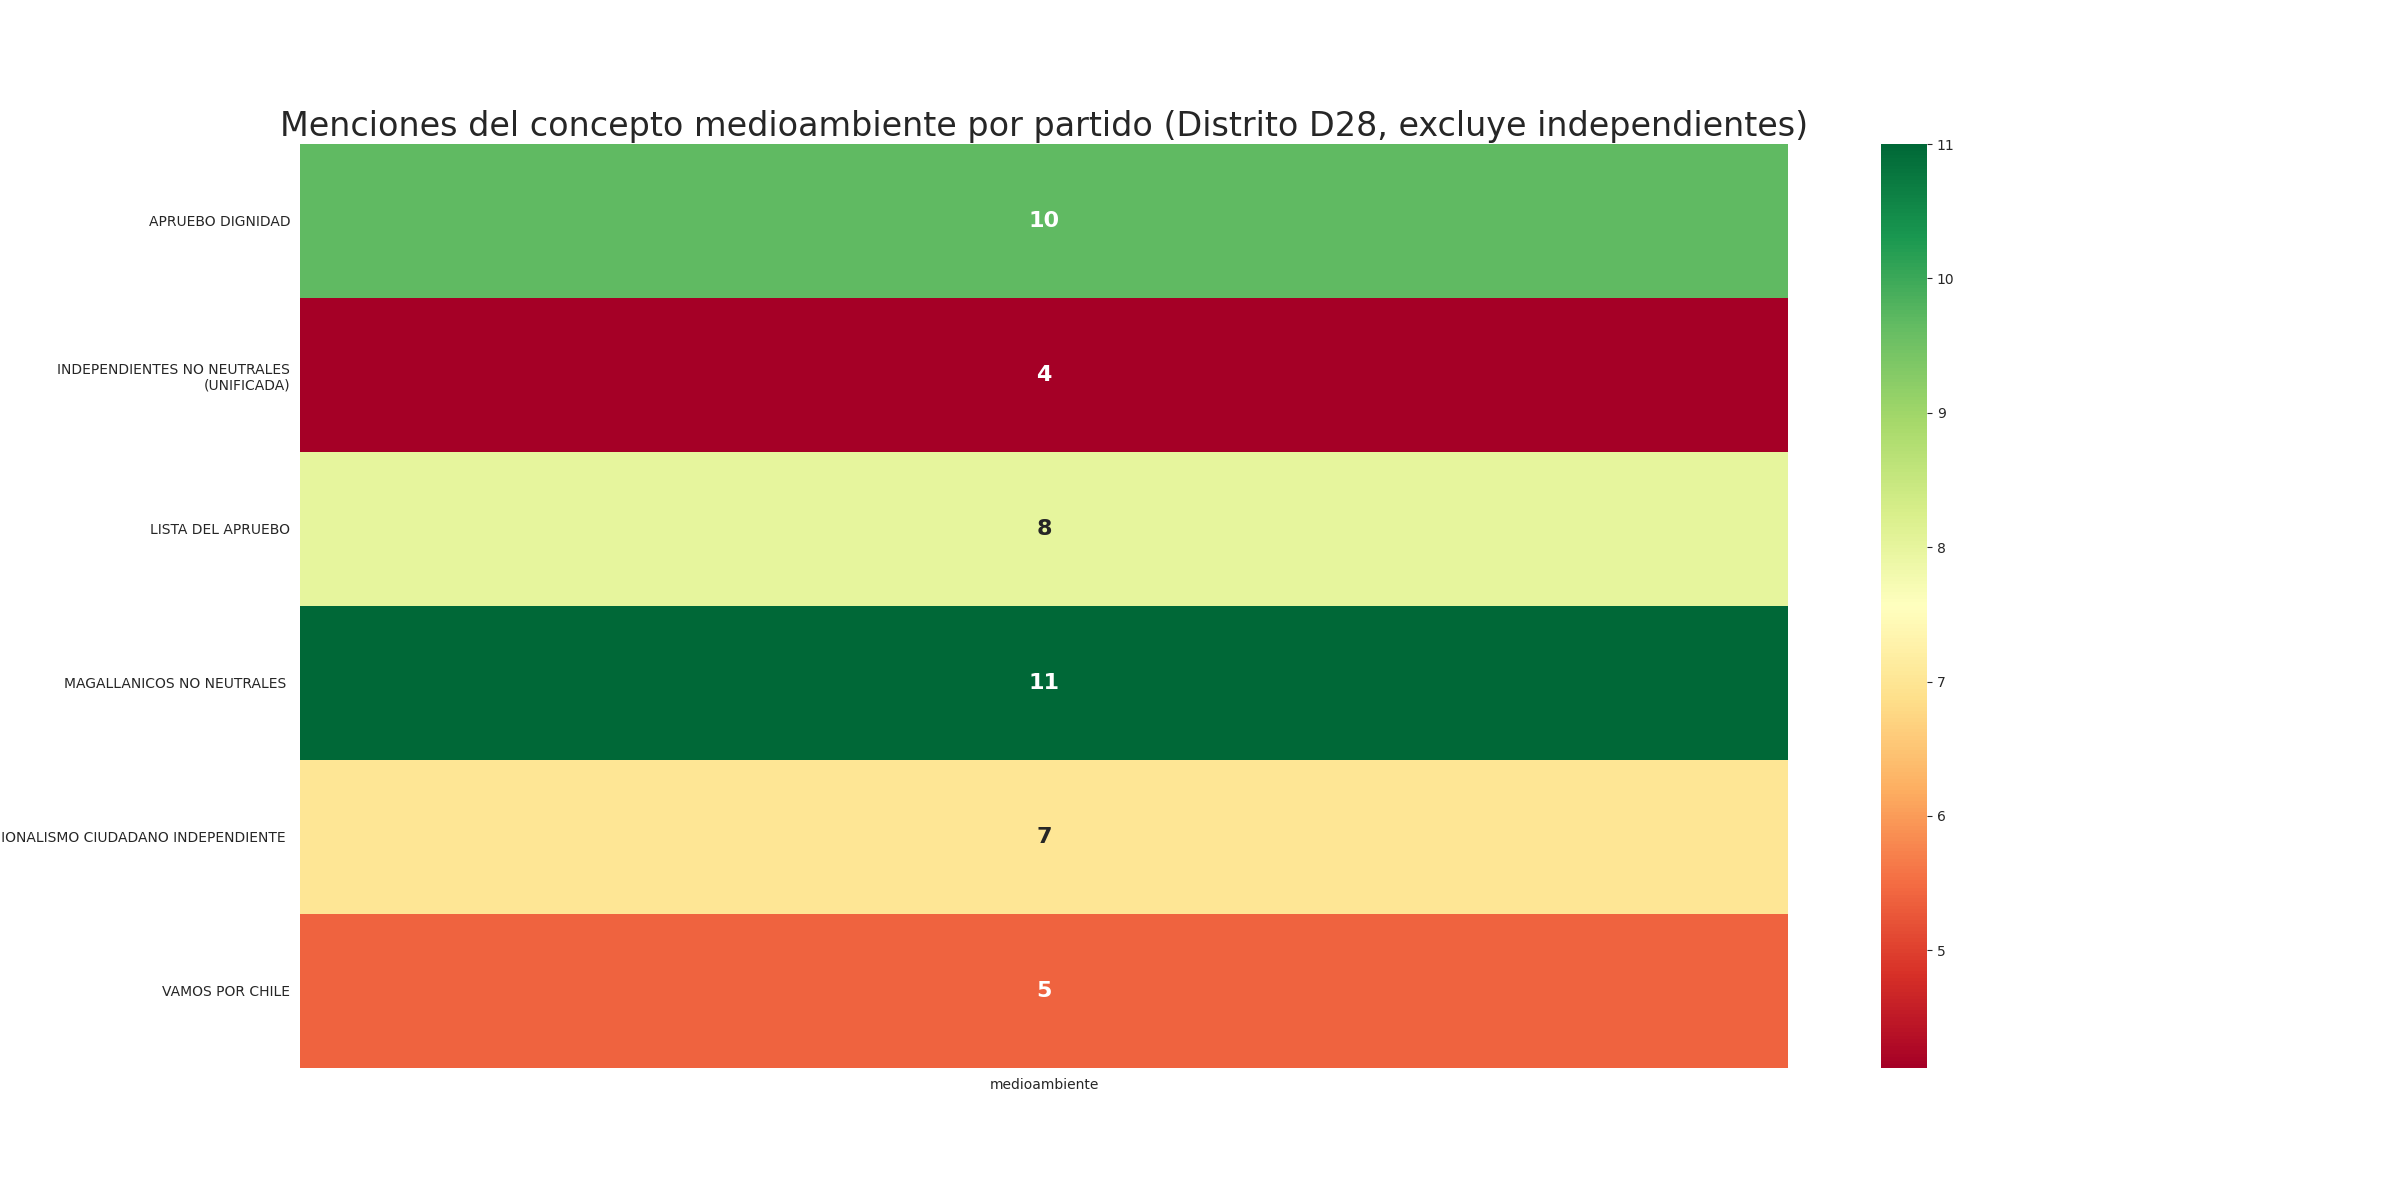 Menciones del concepto medioambiente por partido (Distrito D28, excluye independientes)
APRUEBO DIGNIDAD
10
INDEPENDIENTES NO NEUTRALES
(UNIFICADA)
4
LISTA DEL APRUEBO
8
MAGALLANICOS NO NEUTRALES
11
IONALISMO CIUDADANO INDEPENDIENTE
7
VAMOS POR CHILE
5
medioambiente
11
10
9
8
7
6
5